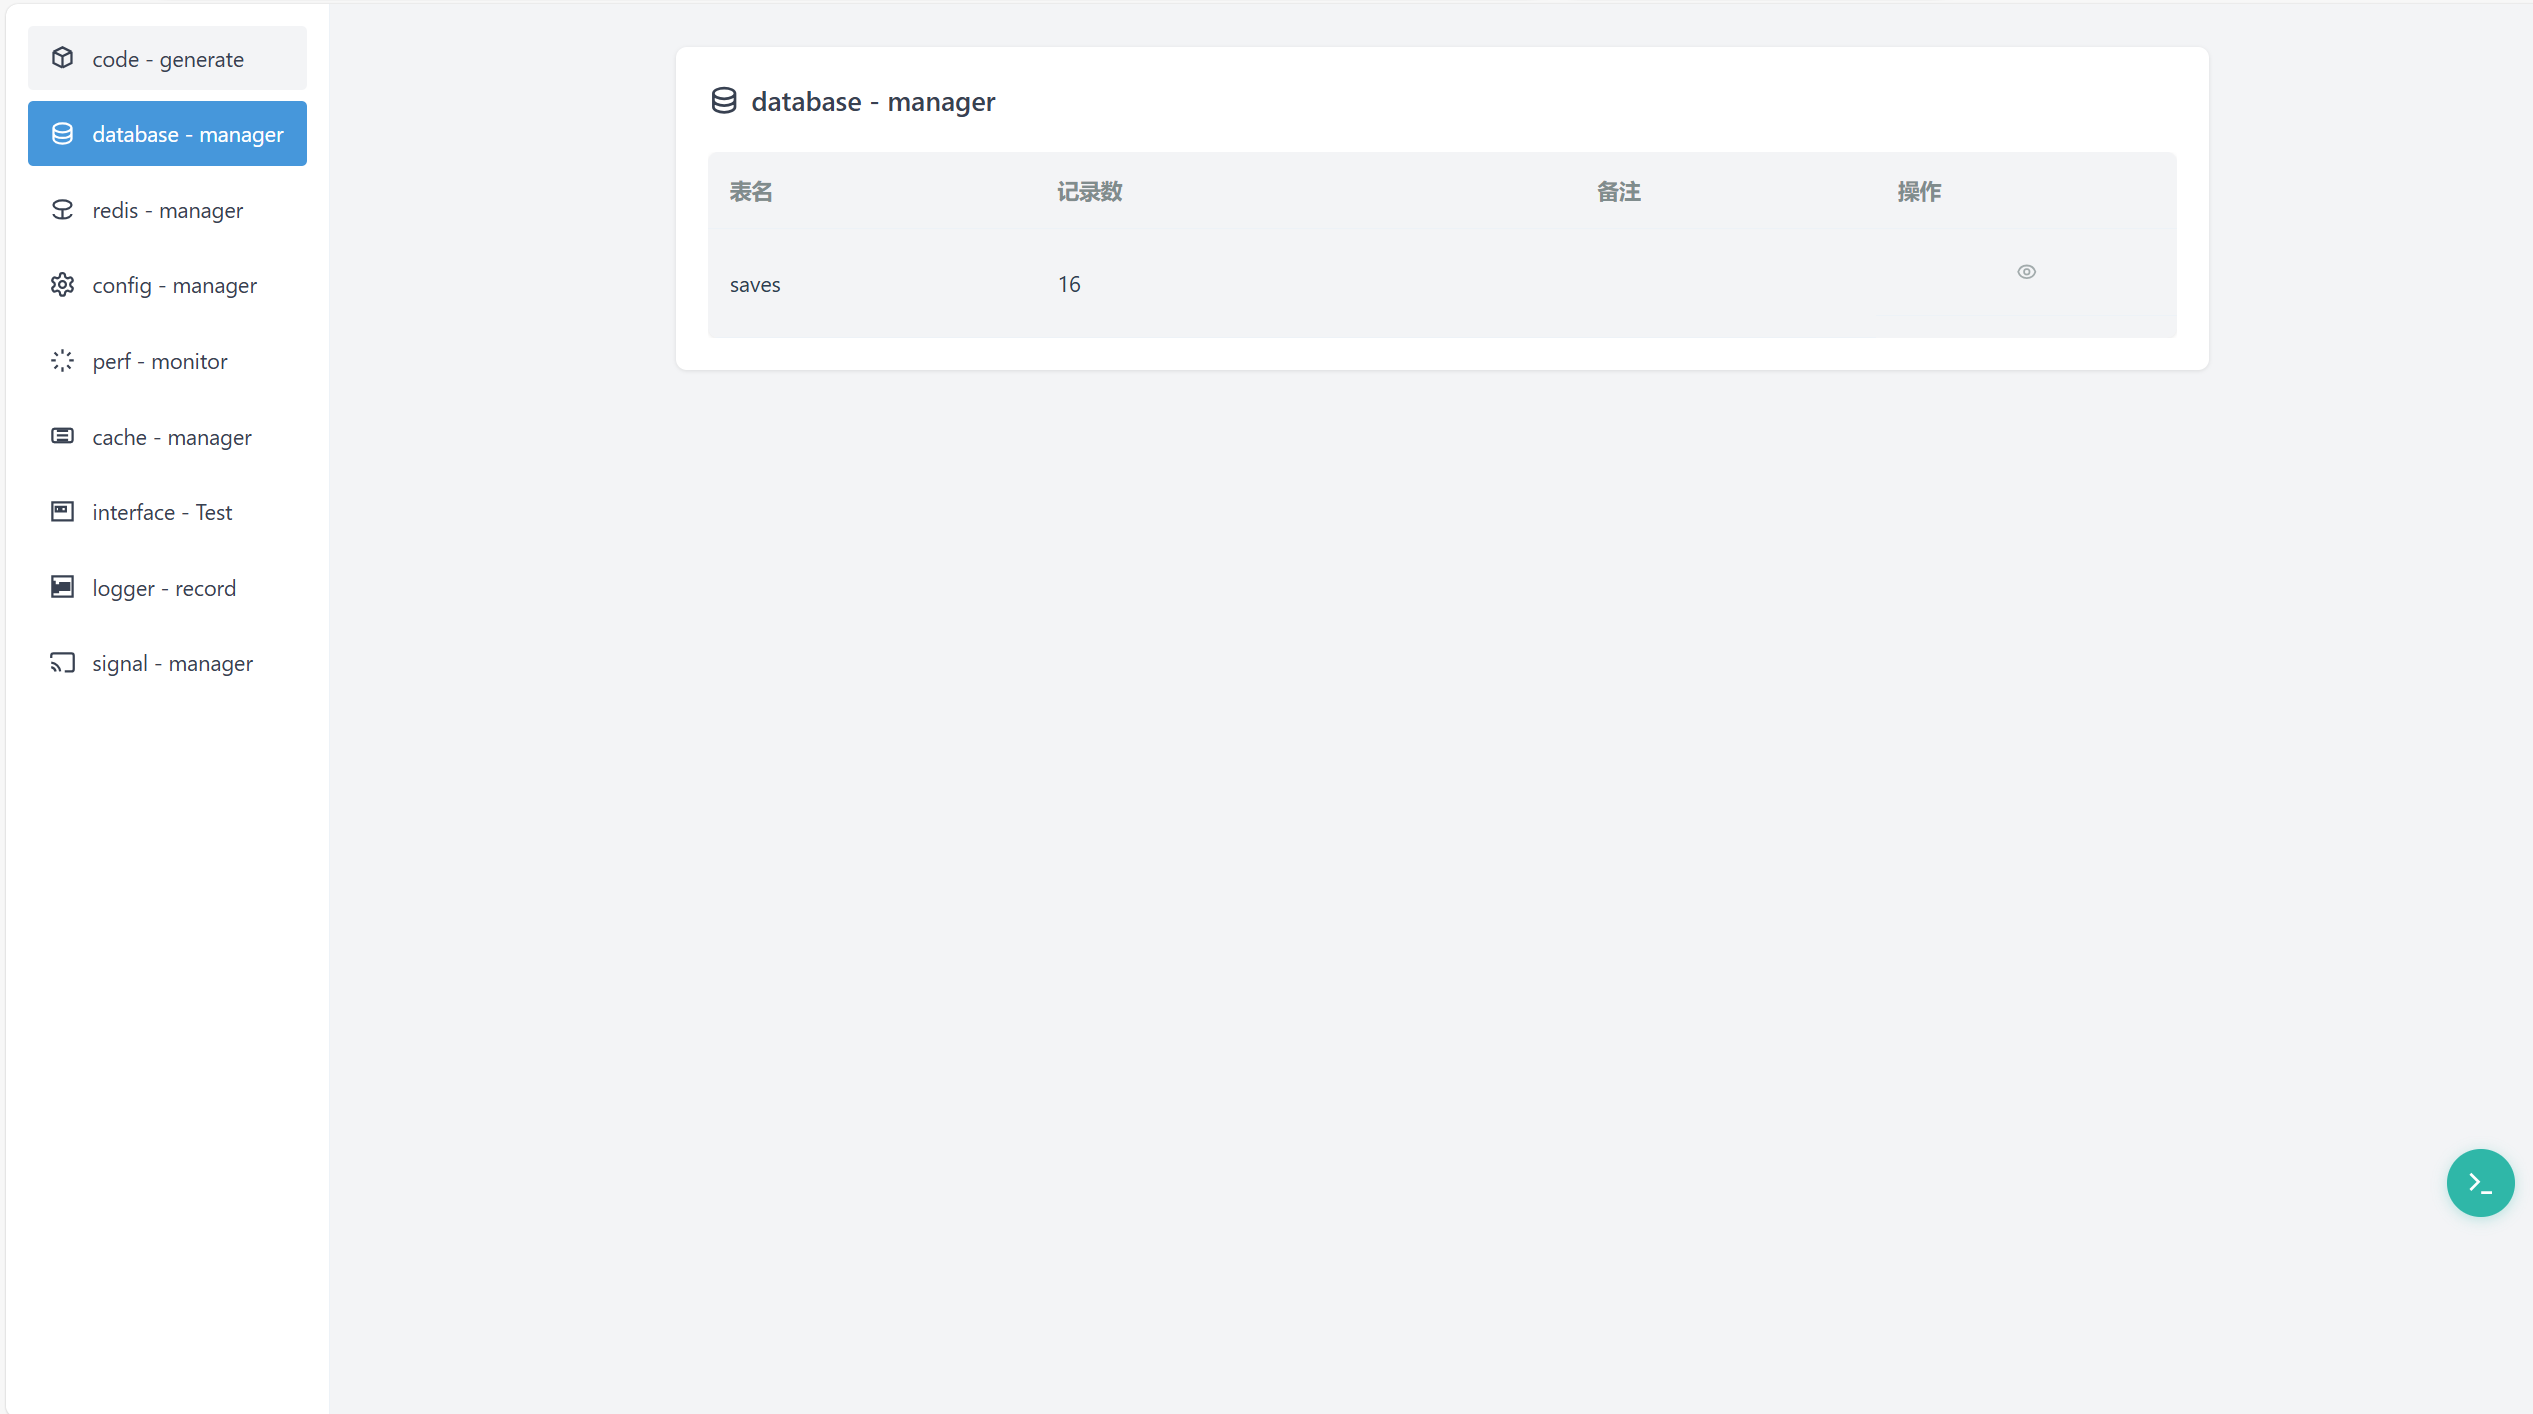 code - generate
database - manager
redis - manager
config - manager
perf - monitor
cache - manager
interface - Test
logger - record
signal - manager
database - manager
表名 记录数 备注 操作
saves 16
>_